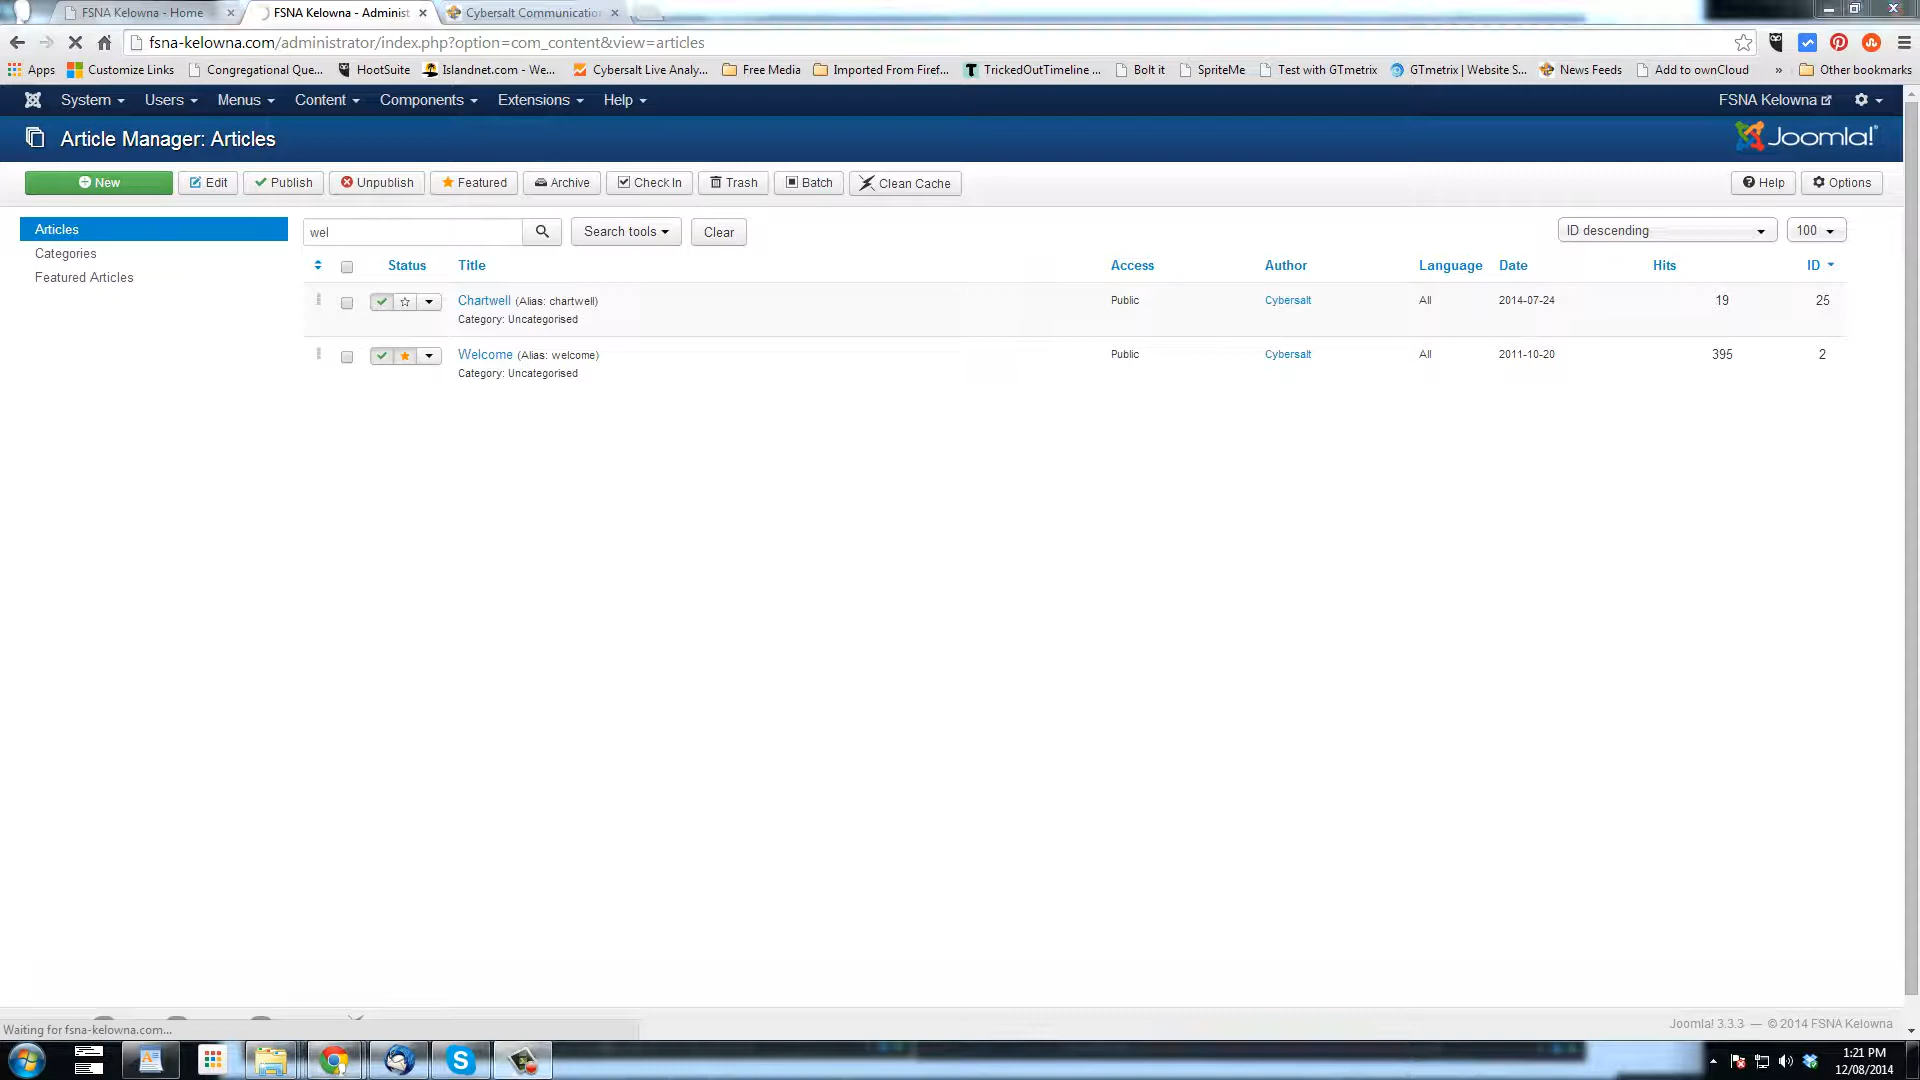 FSNA Kelowna - Home
FSNA Kelowna - Administ
Cybersalt Communication
fsna-kelowna.com/administrator/index.php?option=com_content&view=articles
Apps Customize Links Congregational Que... HootSuite Islandnet.com - We... Cybersalt Live Analy... Free Media Imported From Firef... TrickedOutTimeline ... Bolt it SpriteMe Test with GTmetrix GTmetrix | Website S... News Feeds Add to ownCloud » Other bookmarks
System Users Menus Content Components Extensions Help FSNA Kelowna
Article Manager: Articles Joomla!
New Edit Publish Unpublish Featured Archive Check In Trash Batch Clean Cache Help Options
Articles
Categories
Featured Articles
wel Search tools Clear ID descending 100
Status Title Access Author Language Date Hits ID
Chartwell (Alias: chartwell) Public Cybersalt All 2014-07-24 19 25
Category: Uncategorised
Welcome (Alias: welcome) Public Cybersalt All 2011-10-20 395 2
Category: Uncategorised
Joomla! 3.3.3 — © 2014 FSNA Kelowna
Waiting for fsna-kelowna.com...
1:21 PM
12/08/2014